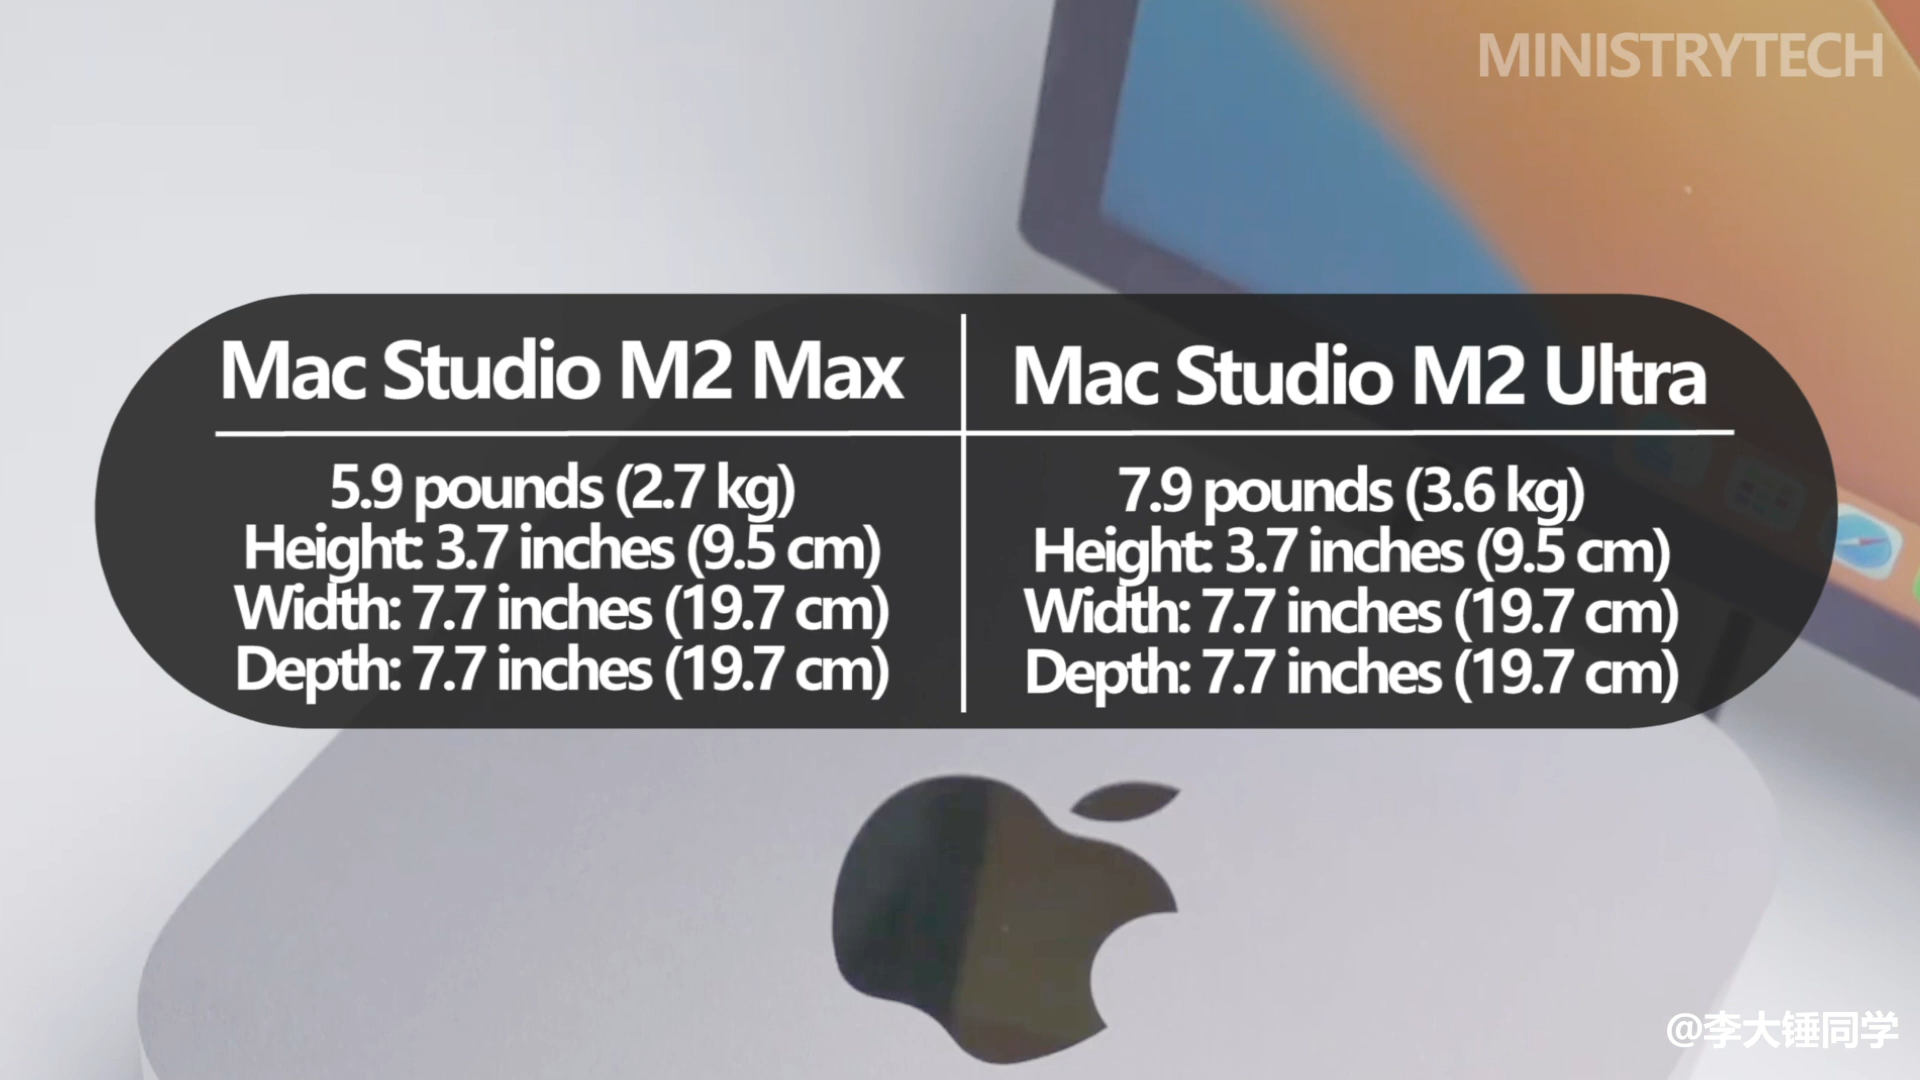 MINISTRYTECH
Mac Studio M2 Max
5.9 pounds (2.7 kg)
Height: 3.7 inches (9.5 cm)
Width: 7.7 inches (19.7 cm)
Depth: 7.7 inches (19.7 cm)
Mac Studio M2 Ultra
7.9 pounds (3.6 kg)
Height: 3.7 inches (9.5 cm)
Width: 7.7 inches (19.7 cm)
Depth: 7.7 inches (19.7 cm)
@李大锤同学